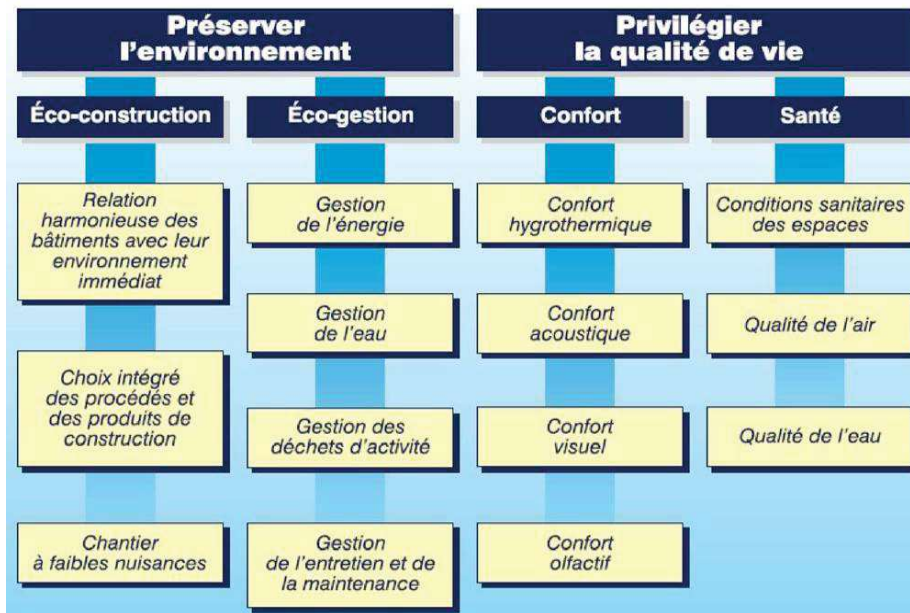 Préserver
l'environnement
Privilégier
la qualité de vie
Éco-construction
Éco-gestion
Confort
Santé
Relation
harmonieuse des
bâtiments avec leur
environnement
immédiat
Choix intégré
des procédés et
des produits de
construction
Chantier
à faibles nuisances
Gestion
de l'énergie
Gestion
de l'eau
Gestion des
déchets d'activité
Gestion
de l'entretien et de
la maintenance
Confort
hygrothermique
Confort
acoustique
Confort
visuel
Confort
olfactif
Conditions sanitaires
des espaces
Qualité de l'air
Qualité de l'eau